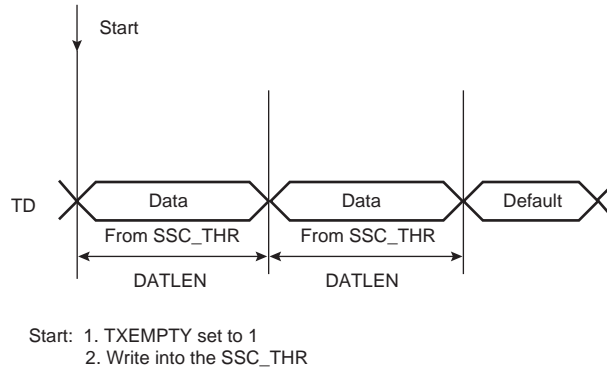 Start
TD
Data
Data
Default
From SSC_THR
From SSC_THR
DATLEN
DATLEN
Start: 1. TXEMPTY set to 1
2. Write into the SSC_THR